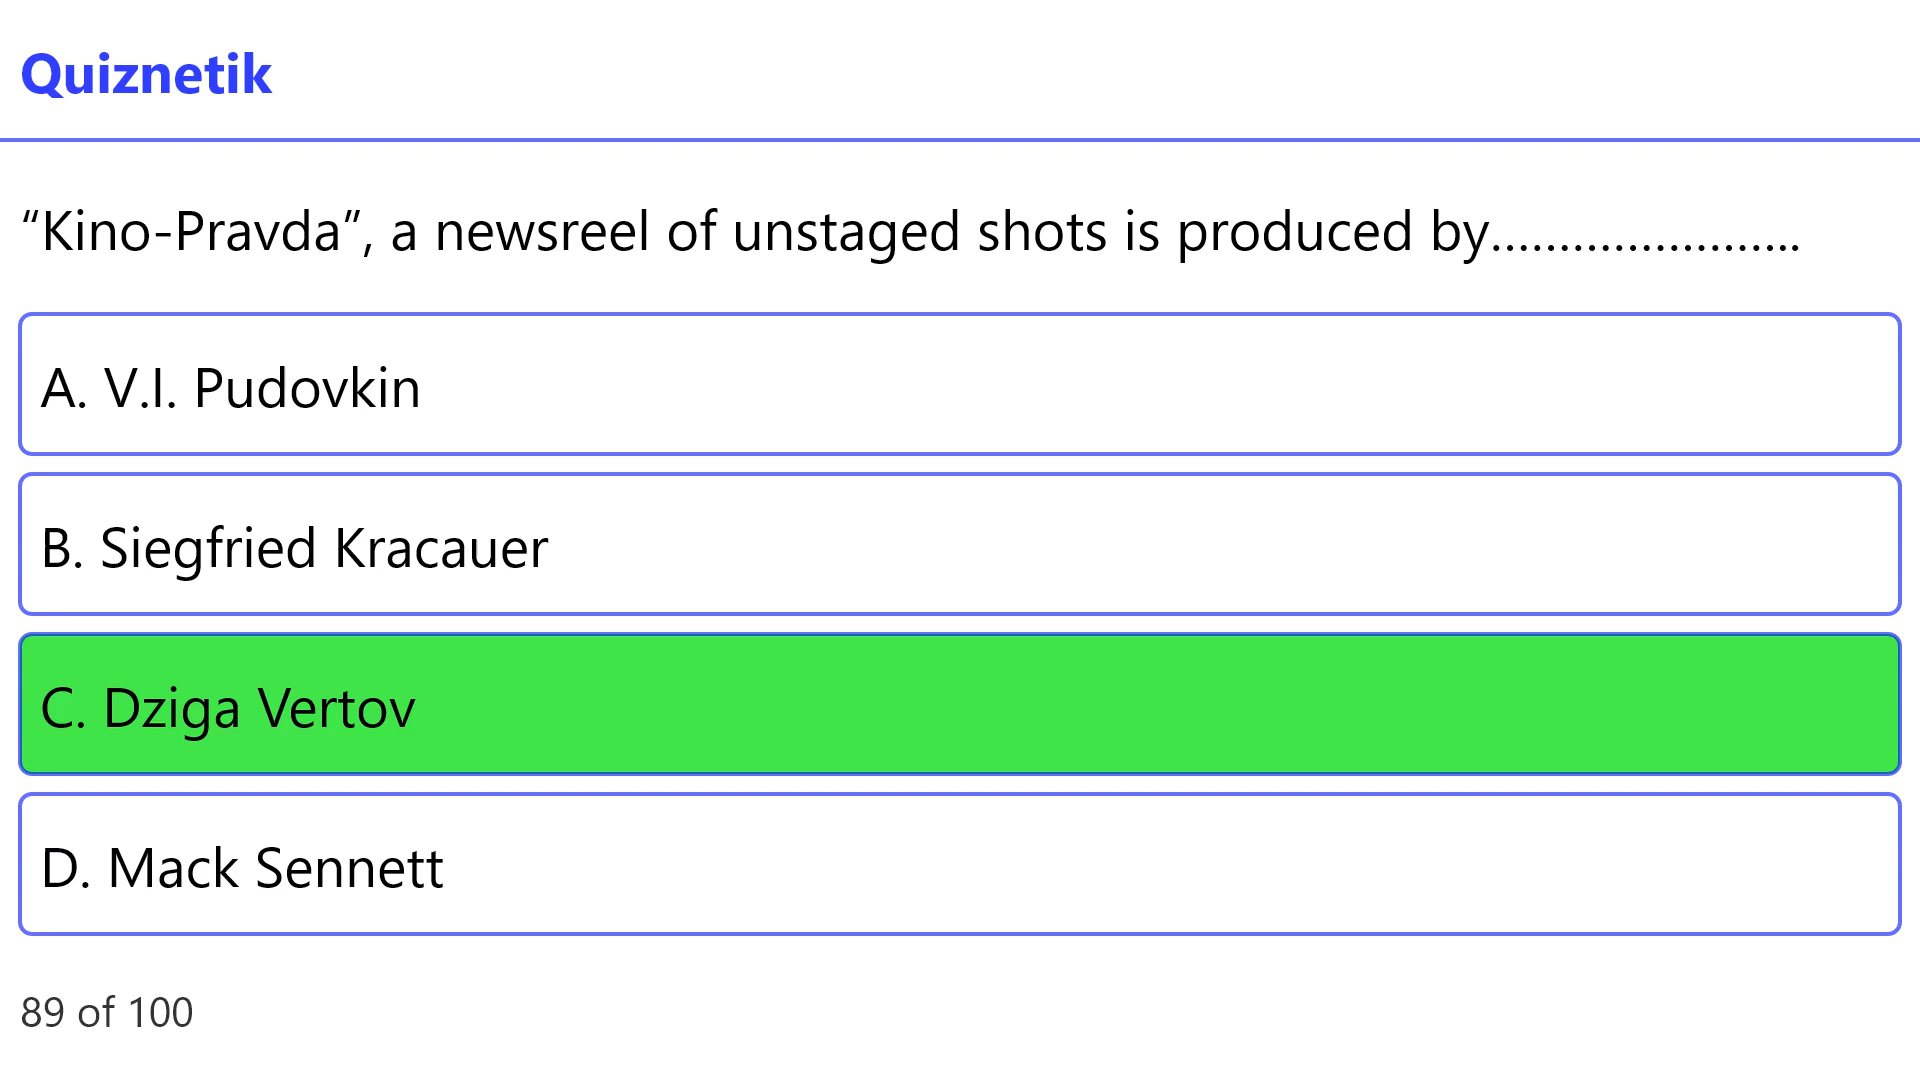 Quiznetik
“Kino-Pravda”, a newsreel of unstaged shots is produced by…………………..
A. V.I. Pudovkin
B. Siegfried Kracauer
C. Dziga Vertov
D. Mack Sennett
89 of 100